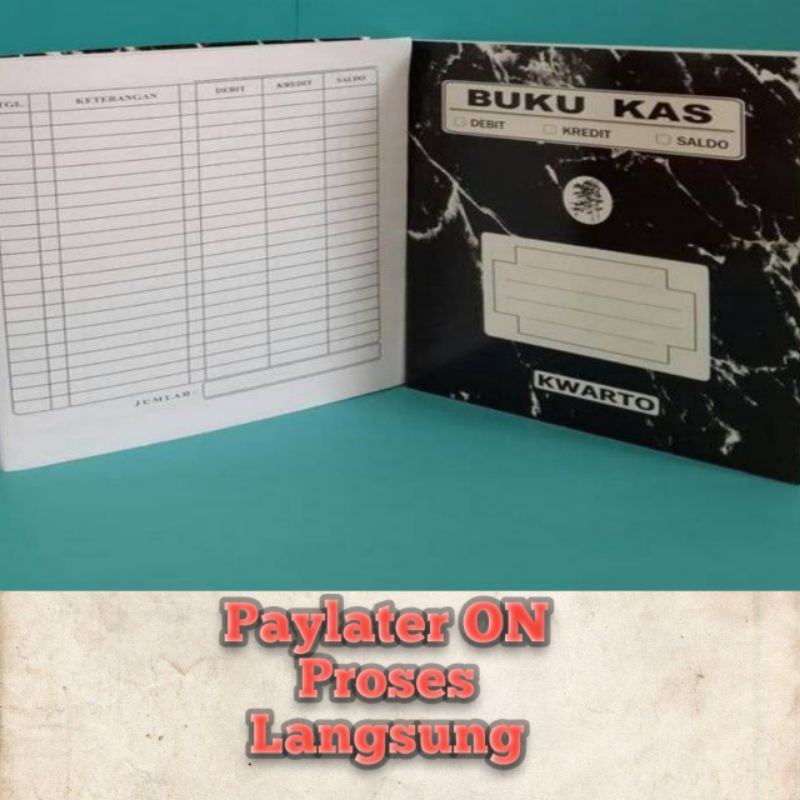 TGL. KETERANGAN DEBIT KREDIT SALDO
JUMLAH:
BUKU KAS
DEBIT KREDIT SALDO
KWARTO
Paylater ON
Proses
Langsung